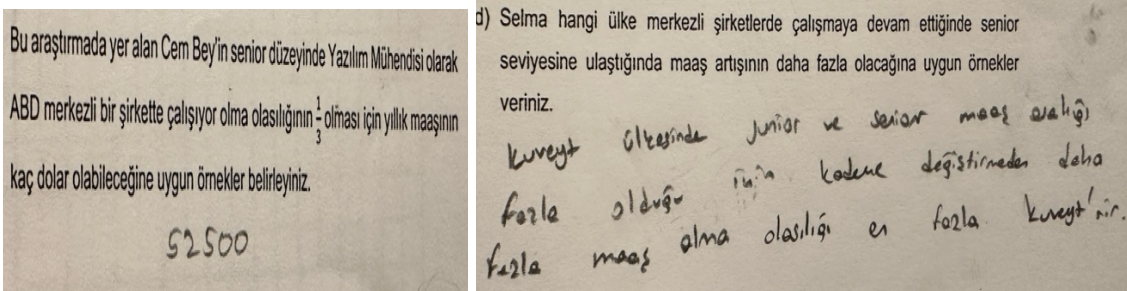 Bu araştırmada yer alan Cem Bey'in senior düzeyinde Yazılım Mühendisi olarak
ABD merkezli bir şirkette çalışıyor olma olasılığının 1/3 olması için yıllık maaşının
kaç dolar olabileceğine uygun örnekler belirleyiniz.
52500
d) Selma hangi ülke merkezli şirketlerde çalışmaya devam ettiğinde senior
seviyesine ulaştığında maaş artışının daha fazla olacağına uygun örnekler
veriniz.
Kuveyt ülkesinde junior ve senior maaş aralığı
fazla olduğu için kademe değiştirmeden daha
fazla maaş alma olasılığı en fazla Kuveyt'